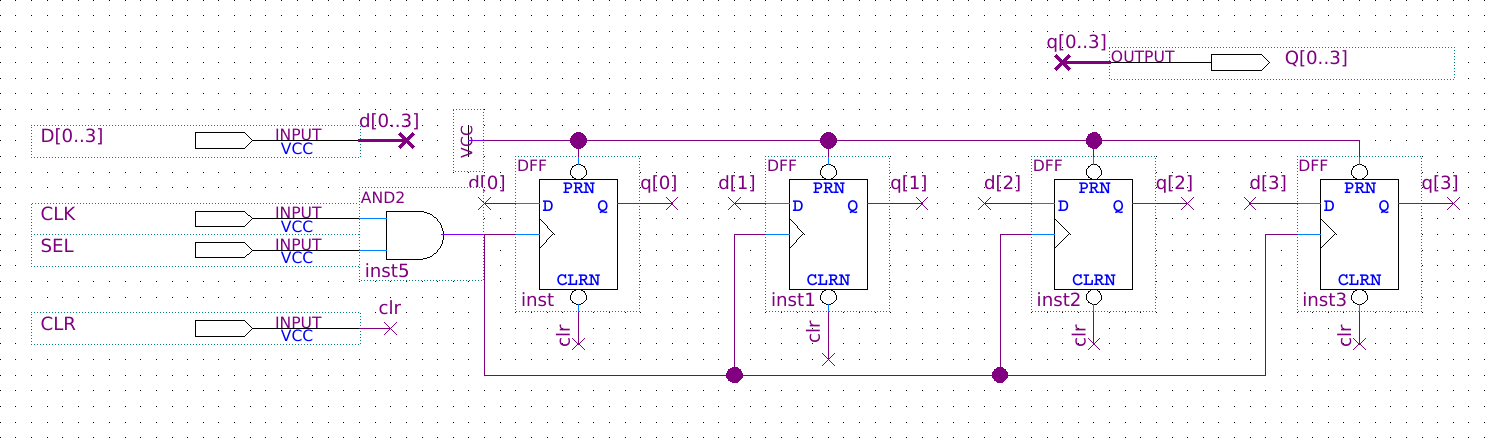 q[0..3]
OUTPUT
Q[0..3]
D[0..3]
INPUT
VCC
d[0..3]
VCC
CLK
INPUT
VCC
SEL
INPUT
VCC
AND2
inst5
CLR
INPUT
VCC
clr
DFF
d[0]
PRN
D
Q
q[0]
CLRN
inst
clr
DFF
d[1]
PRN
D
Q
q[1]
CLRN
inst1
clr
DFF
d[2]
PRN
D
Q
q[2]
CLRN
inst2
clr
DFF
d[3]
PRN
D
Q
q[3]
CLRN
inst3
clr